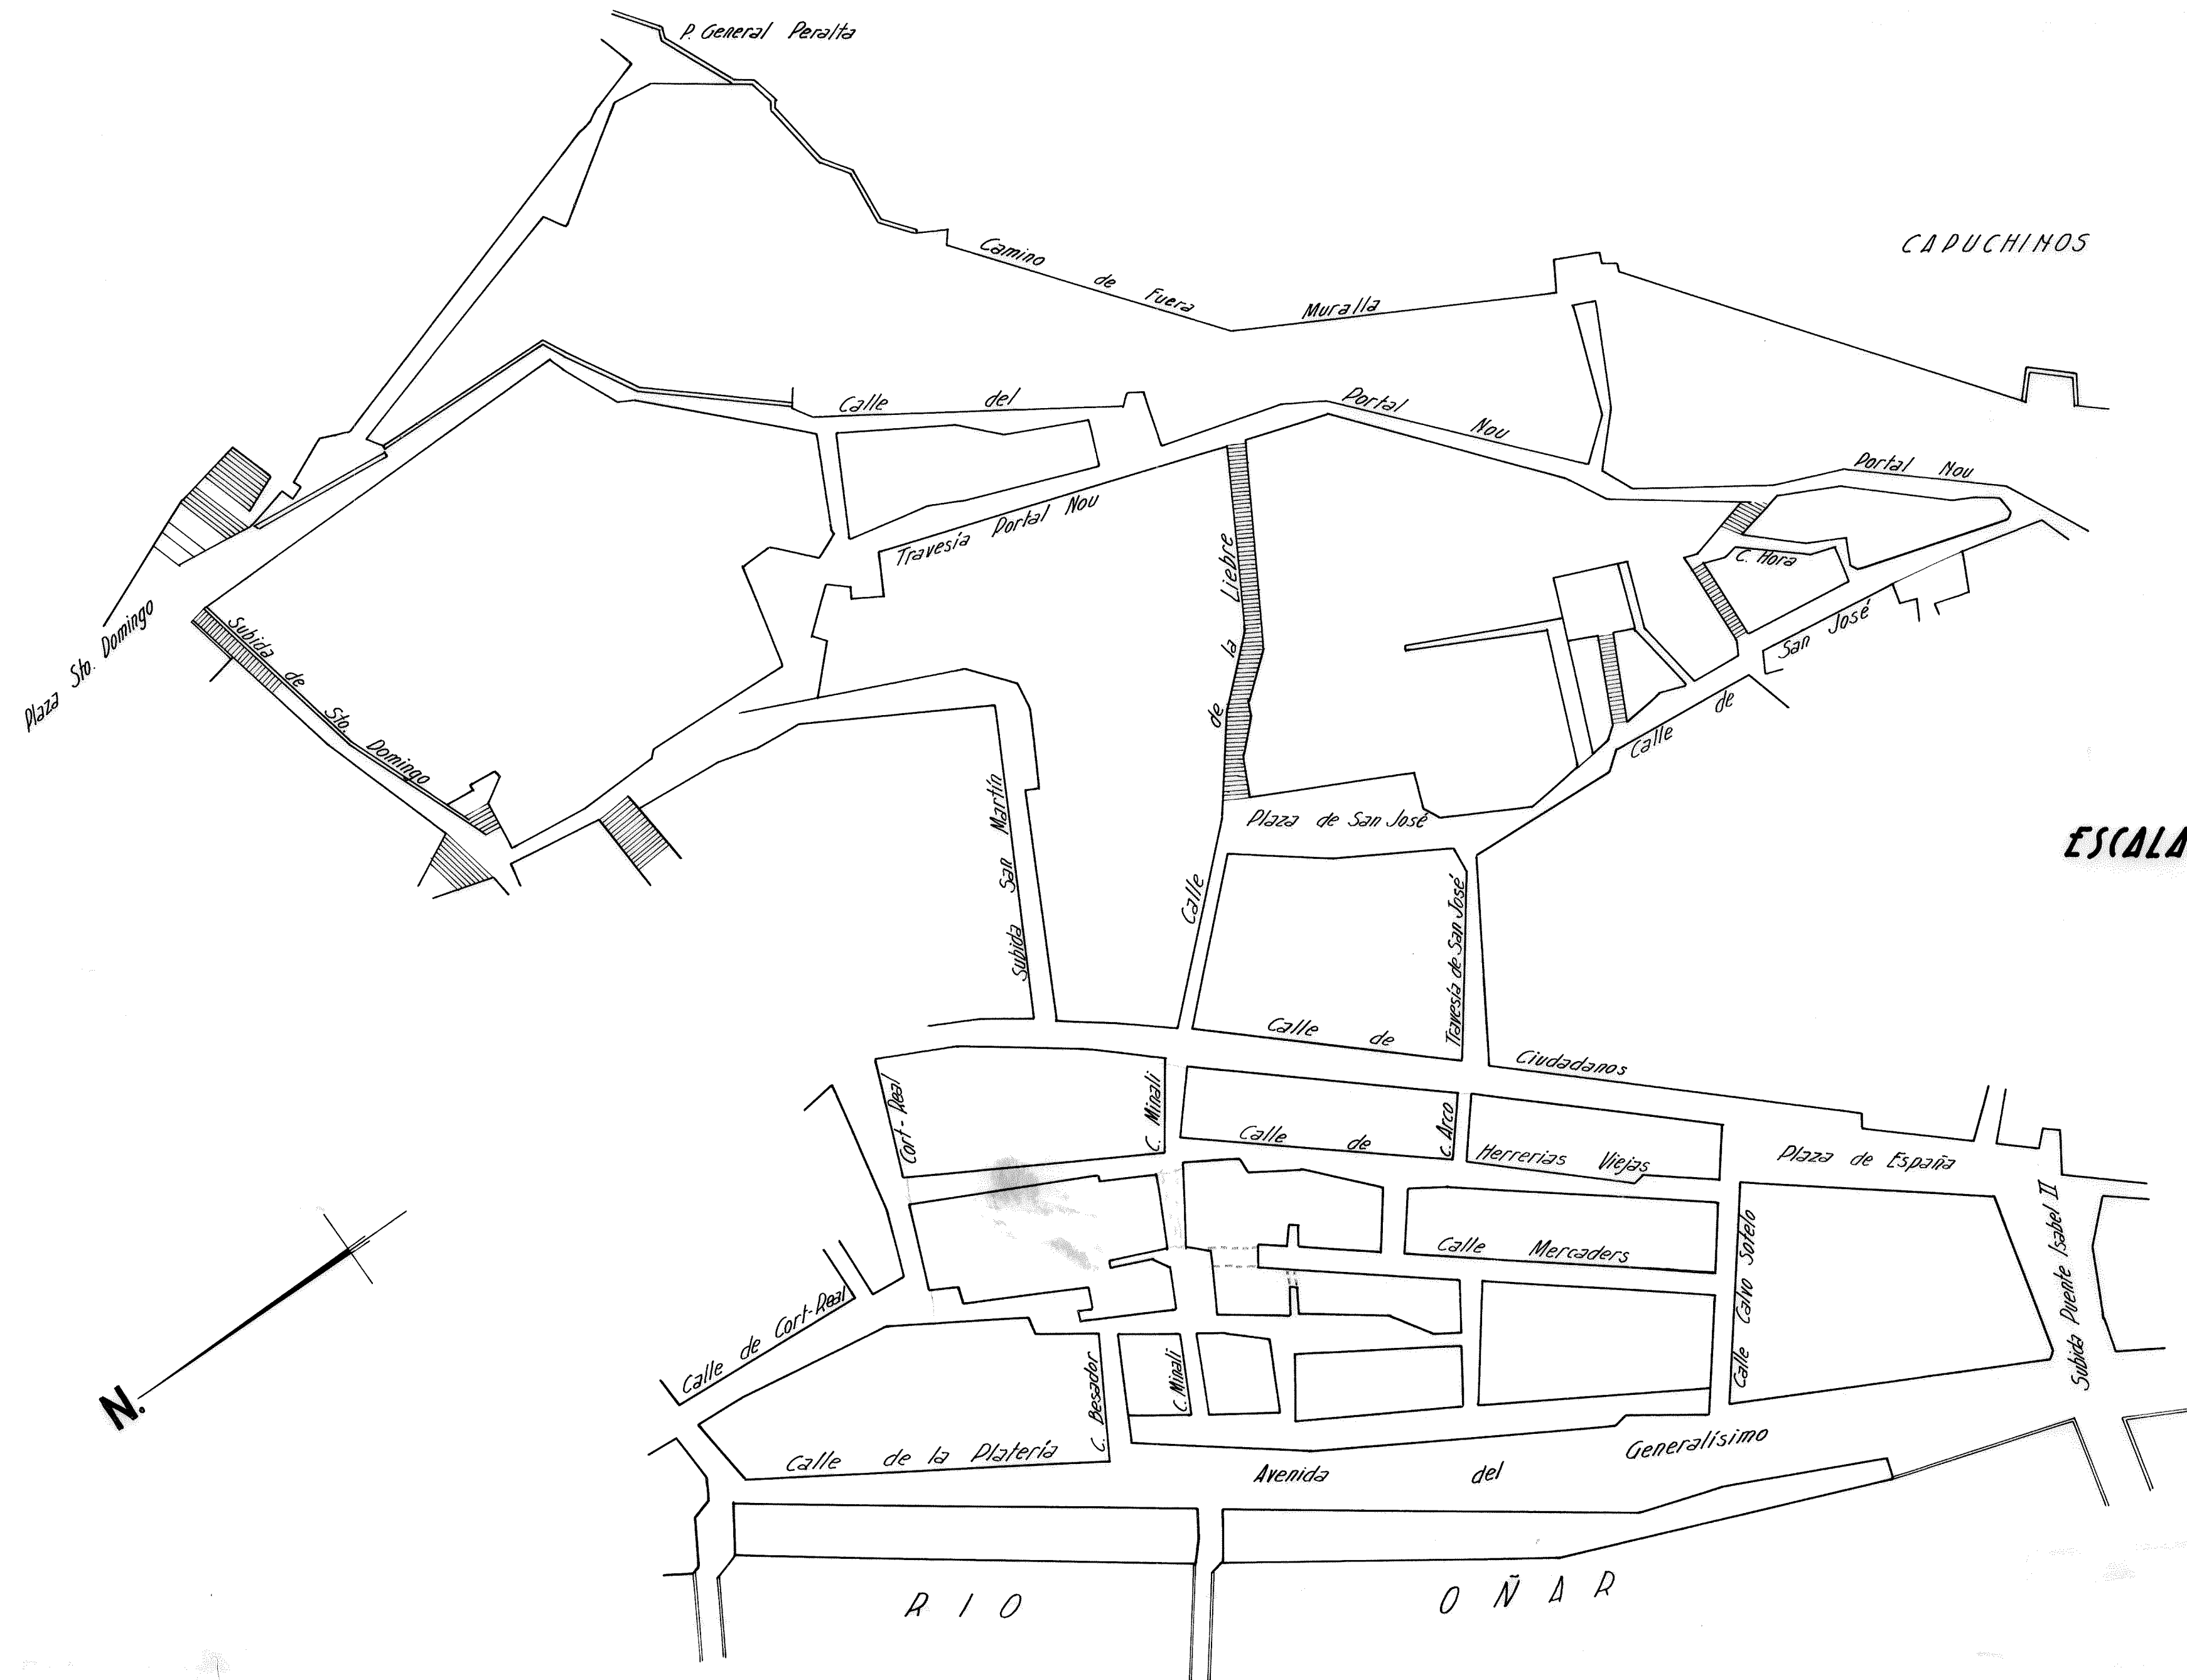 P. General Peralta
CAPUCHINOS
Camino de Fuera Muralla
Calle del Portal Nou
Portal Nou
Travesía Portal Nou
C. Hora
Plaza Sto. Domingo
Subida de Sto. Domingo
Calle de la Liebre
Calle de San José
Subida San Martín
Plaza de San José
ESCALA
Travesía de San José
Calle de Ciudadanos
Cort-Real
C. Minali
Calle de Herrerias Viejas
C. Arco
Plaza de España
Calle Mercaders
Calle Calvo Sotelo
Subida Puente Isabel II
Calle de Cort-Real
C. Besador
C. Minali
N.
Calle de la Platería
Avenida del Generalísimo
RIO OÑAR